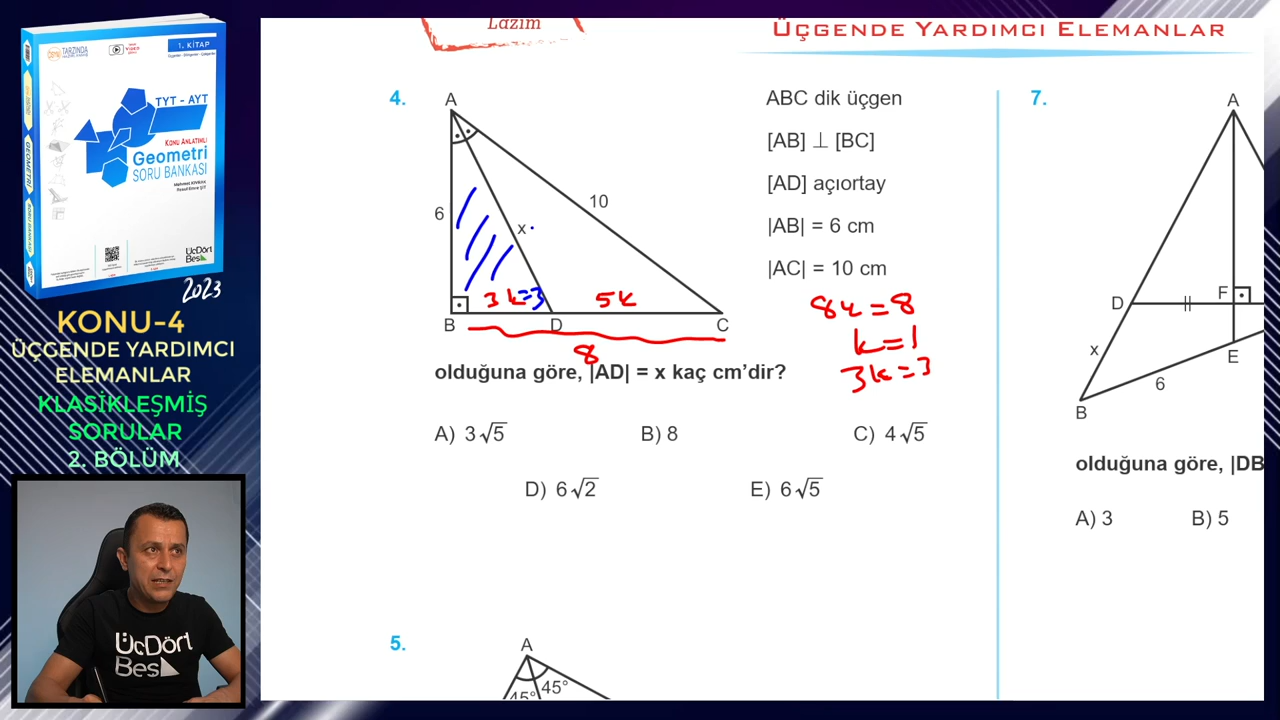 Lazım
ÜÇGENDE YARDIMCI ELEMANLAR
TARZINDA
1. KİTAP
TYT - AYT
KONU ANLATIMLI
Geometri
SORU BANKASI
GEOMETRİ
ÜçDört
Beş
2023
KONU-4
ÜÇGENDE YARDIMCI
ELEMANLAR
KLASİKLEŞMİŞ
SORULAR
2. BÖLÜM
ÜçDört
Beş
4.
A
6
10
x
3k=3
5k
B
D
C
8
ABC dik üçgen
[AB] ⊥ [BC]
[AD] açıortay
|AB| = 6 cm
|AC| = 10 cm
8k=8
k=1
3k=3
olduğuna göre, |AD| = x kaç cm'dir?
A) 3√5 B) 8 C) 4√5
D) 6√2 E) 6√5
5.
A
45° 45°
7.
A
D
F
x
E
6
B
olduğuna göre, |DB
A) 3 B) 5